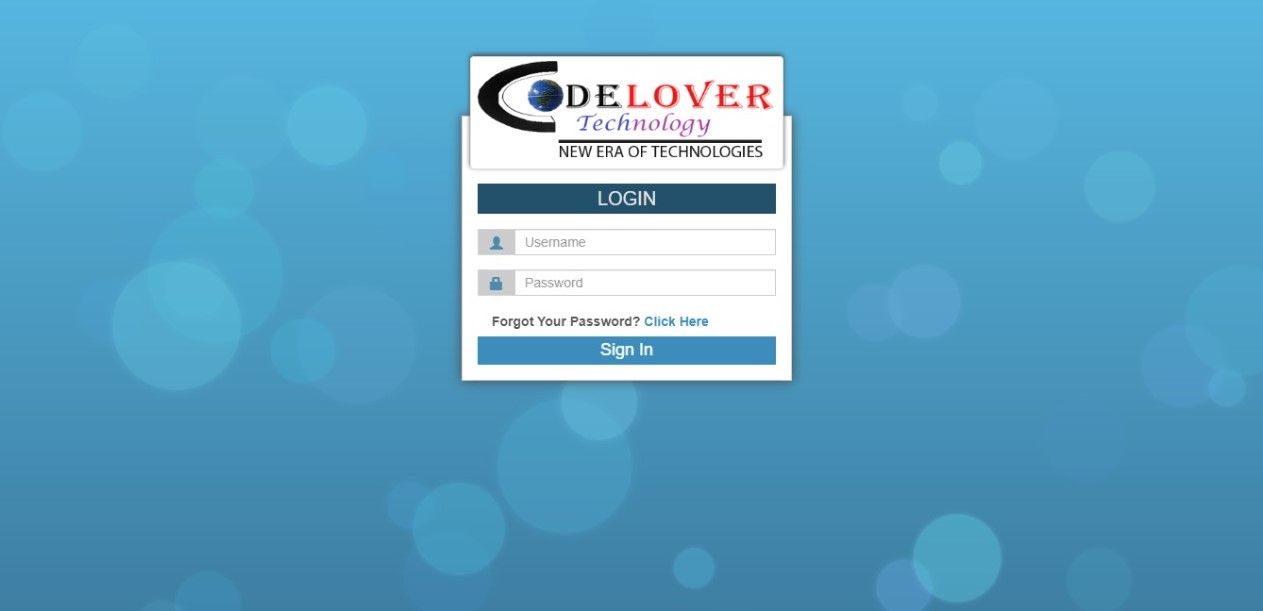 CODELOVER
Technology
NEW ERA OF TECHNOLOGIES
LOGIN
Username
Password
Forgot Your Password? Click Here
Sign In